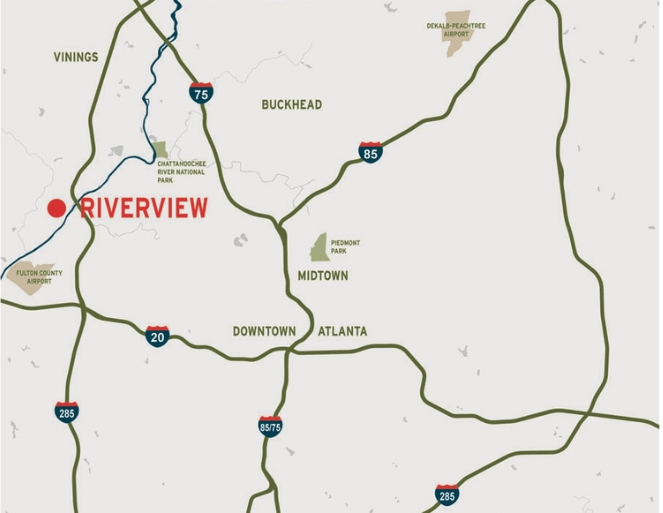 DEKALB-PEACHTREE
AIRPORT
VININGS
75
BUCKHEAD
85
CHATTAHOOCHEE
RIVER NATIONAL
PARK
RIVERVIEW
PIEDMONT
PARK
FULTON COUNTY
AIRPORT
MIDTOWN
20
DOWNTOWN ATLANTA
285
85/75
285